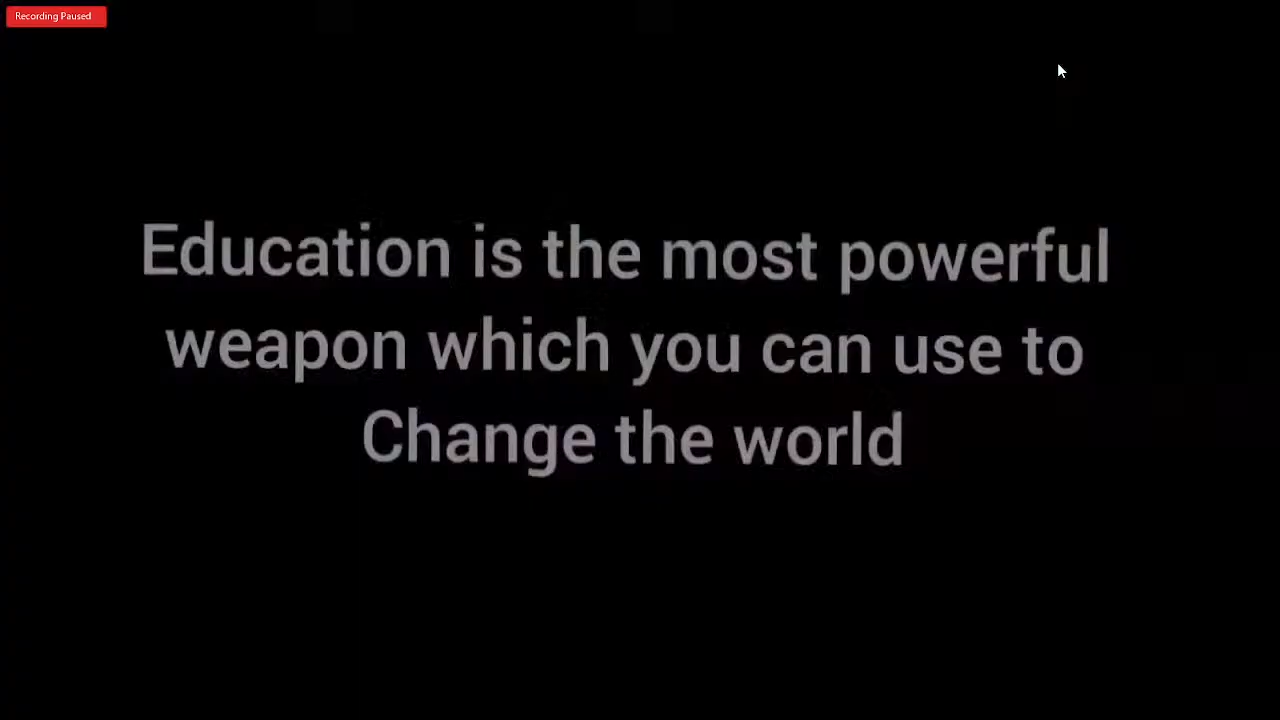 Recording Paused
Education is the most powerful
weapon which you can use to
Change the world